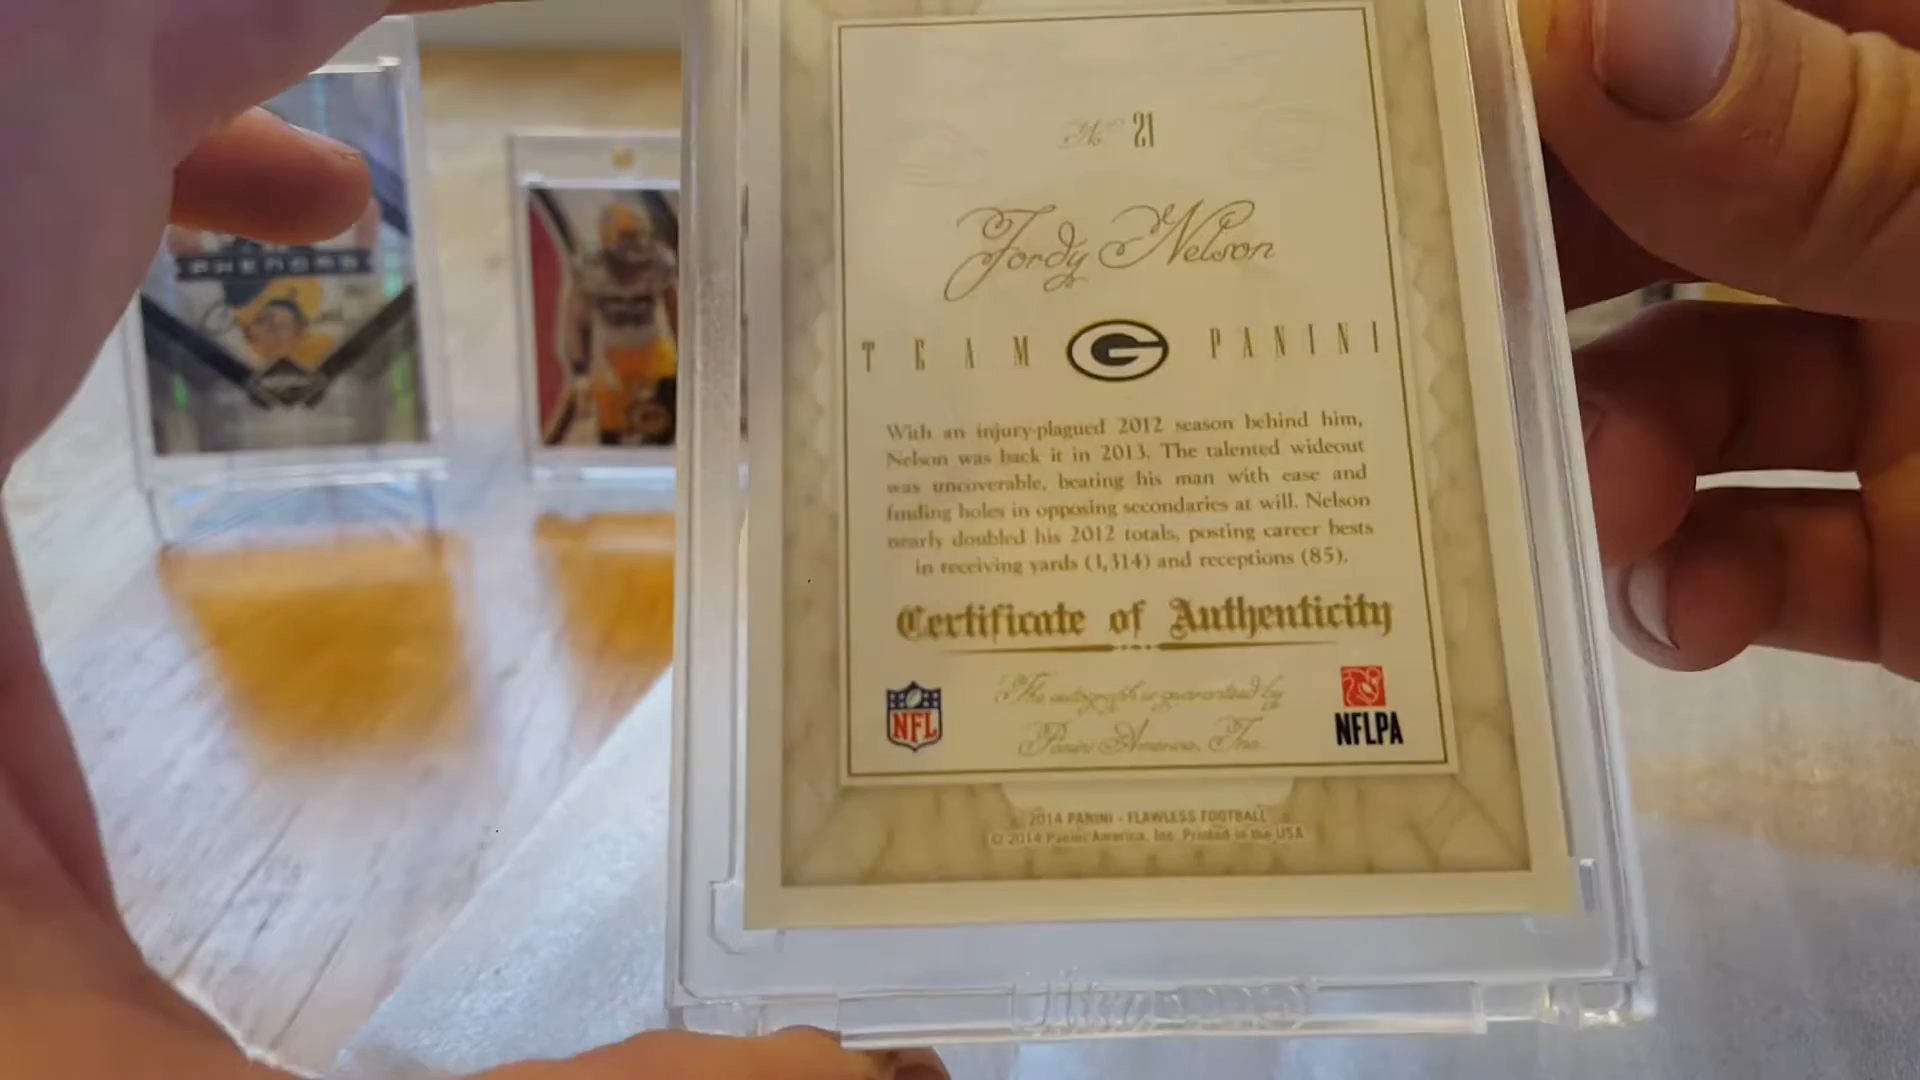 PHENOMS
No. 21
Jordy Nelson
TEAM G PANINI
With an injury-plagued 2012 season behind him,
Nelson was back it in 2013. The talented wideout
was uncoverable, beating his man with ease and
finding holes in opposing secondaries at will. Nelson
nearly doubled his 2012 totals, posting career bests
in receiving yards (1,314) and receptions (85).
Certificate of Authenticity
The autograph is guaranteed by
Panini America, Inc.
NFL
NFLPA
2014 PANINI - FLAWLESS FOOTBALL
© 2014 Panini America, Inc. Printed in the USA
Ultra PRO